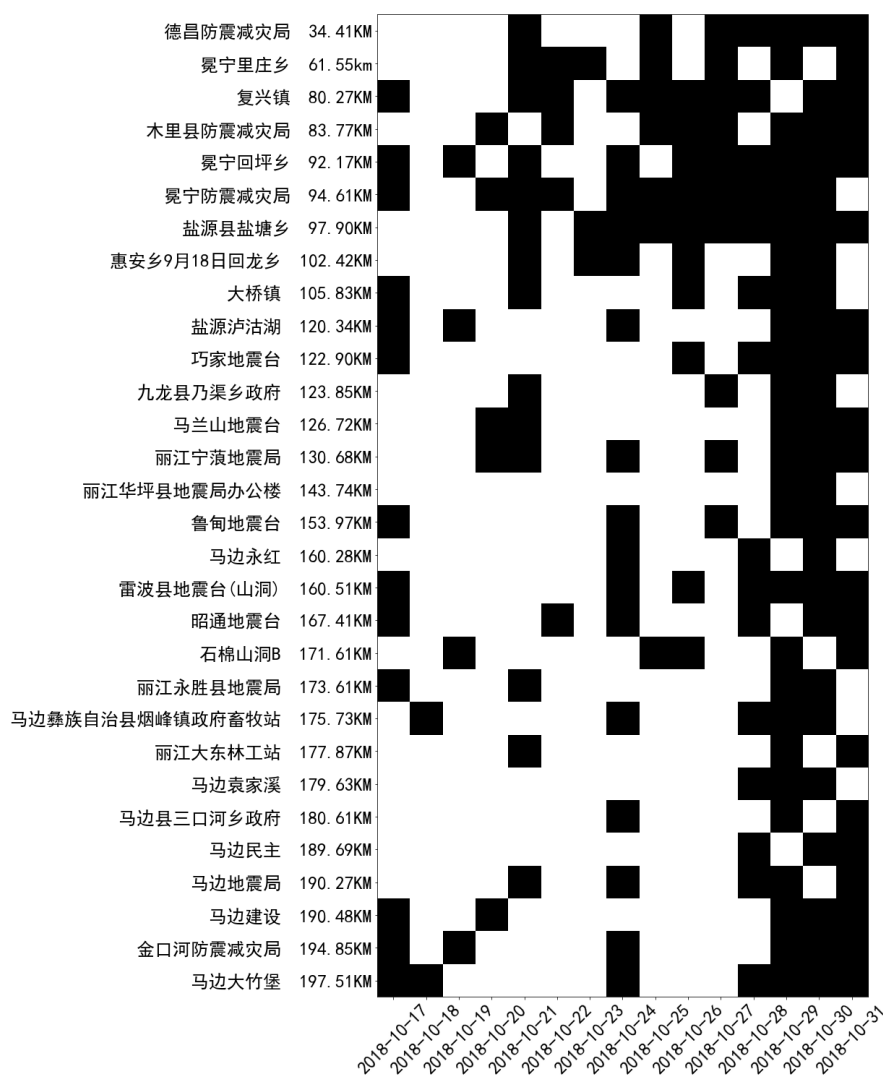 德昌防震减灾局 34.41KM
冕宁里庄乡 61.55km
复兴镇 80.27KM
木里县防震减灾局 83.77KM
冕宁回坪乡 92.17KM
冕宁防震减灾局 94.61KM
盐源县盐塘乡 97.90KM
惠安乡9月18日回龙乡 102.42KM
大桥镇 105.83KM
盐源泸沽湖 120.34KM
巧家地震台 122.90KM
九龙县乃渠乡政府 123.85KM
马兰山地震台 126.72KM
丽江宁蒗地震局 130.68KM
丽江华坪县地震局办公楼 143.74KM
鲁甸地震台 153.97KM
马边永红 160.28KM
雷波县地震台(山洞) 160.51KM
昭通地震台 167.41KM
石棉山洞B 171.61KM
丽江永胜县地震局 173.61KM
马边彝族自治县烟峰镇政府畜牧站 175.73KM
丽江大东林工站 177.87KM
马边袁家溪 179.63KM
马边县三口河乡政府 180.61KM
马边民主 189.69KM
马边地震局 190.27KM
马边建设 190.48KM
金口河防震减灾局 194.85KM
马边大竹堡 197.51KM
2018-10-17
2018-10-18
2018-10-19
2018-10-20
2018-10-21
2018-10-22
2018-10-23
2018-10-24
2018-10-25
2018-10-26
2018-10-27
2018-10-28
2018-10-29
2018-10-30
2018-10-31